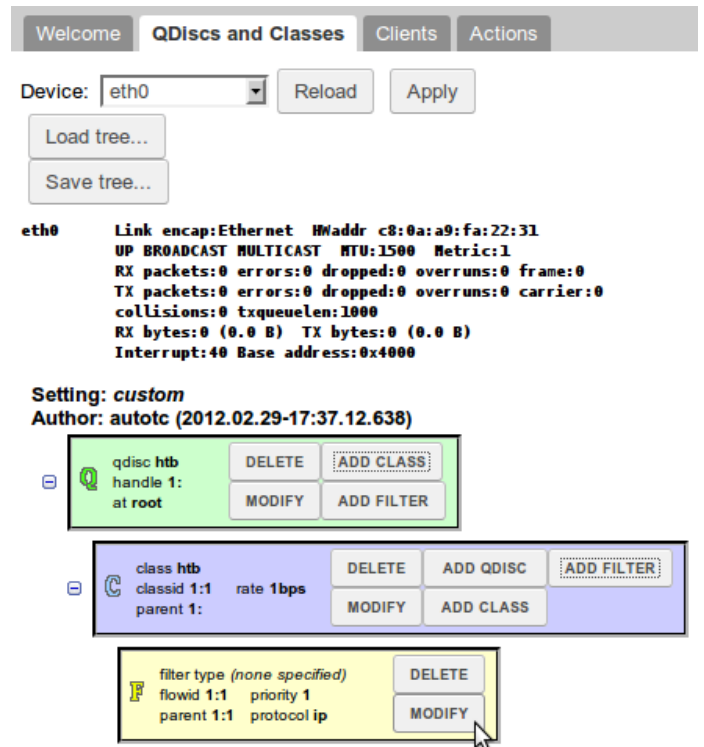 Welcome QDiscs and Classes Clients Actions
Device: eth0 Reload Apply
Load tree...
Save tree...
eth0 Link encap:Ethernet HWaddr c8:0a:a9:fa:22:31
UP BROADCAST MULTICAST MTU:1500 Metric:1
RX packets:0 errors:0 dropped:0 overruns:0 frame:0
TX packets:0 errors:0 dropped:0 overruns:0 carrier:0
collisions:0 txqueuelen:1000
RX bytes:0 (0.0 B) TX bytes:0 (0.0 B)
Interrupt:40 Base address:0x4000
Setting: custom
Author: autotc (2012.02.29-17:37.12.638)
Q
qdisc htb
handle 1:
at root
DELETE ADD CLASS
MODIFY ADD FILTER
C
class htb
classid 1:1 rate 1bps
parent 1:
DELETE ADD QDISC ADD FILTER
MODIFY ADD CLASS
F
filter type (none specified)
flowid 1:1 priority 1
parent 1:1 protocol ip
DELETE
MODIFY